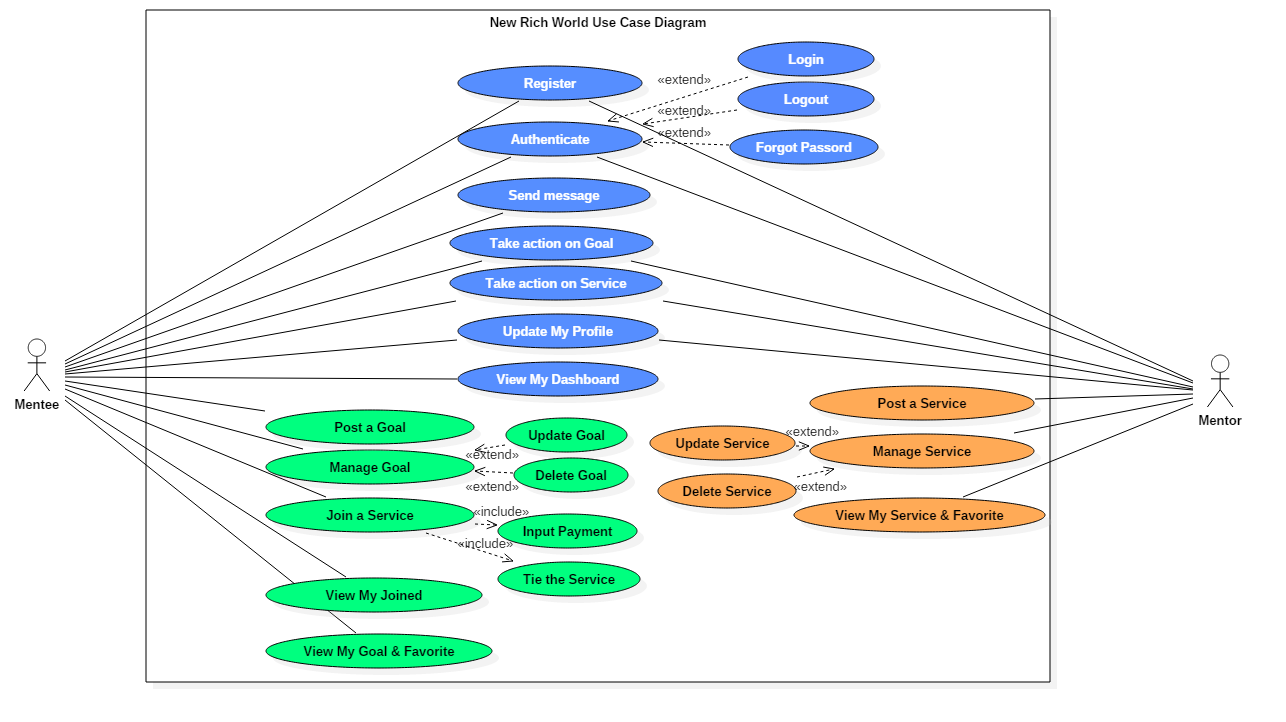 New Rich World Use Case Diagram
Login
«extend»
Register
Logout
«extend»
«extend»
Authenticate
Forgot Passord
Send message
Take action on Goal
Take action on Service
Update My Profile
View My Dashboard
Mentee
Mentor
Post a Goal
Update Goal
«extend»
Manage Goal
Delete Goal
«extend»
Join a Service
«include»
Input Payment
«include»
Tie the Service
View My Joined
View My Goal & Favorite
Post a Service
«extend»
Update Service
Manage Service
Delete Service
«extend»
View My Service & Favorite